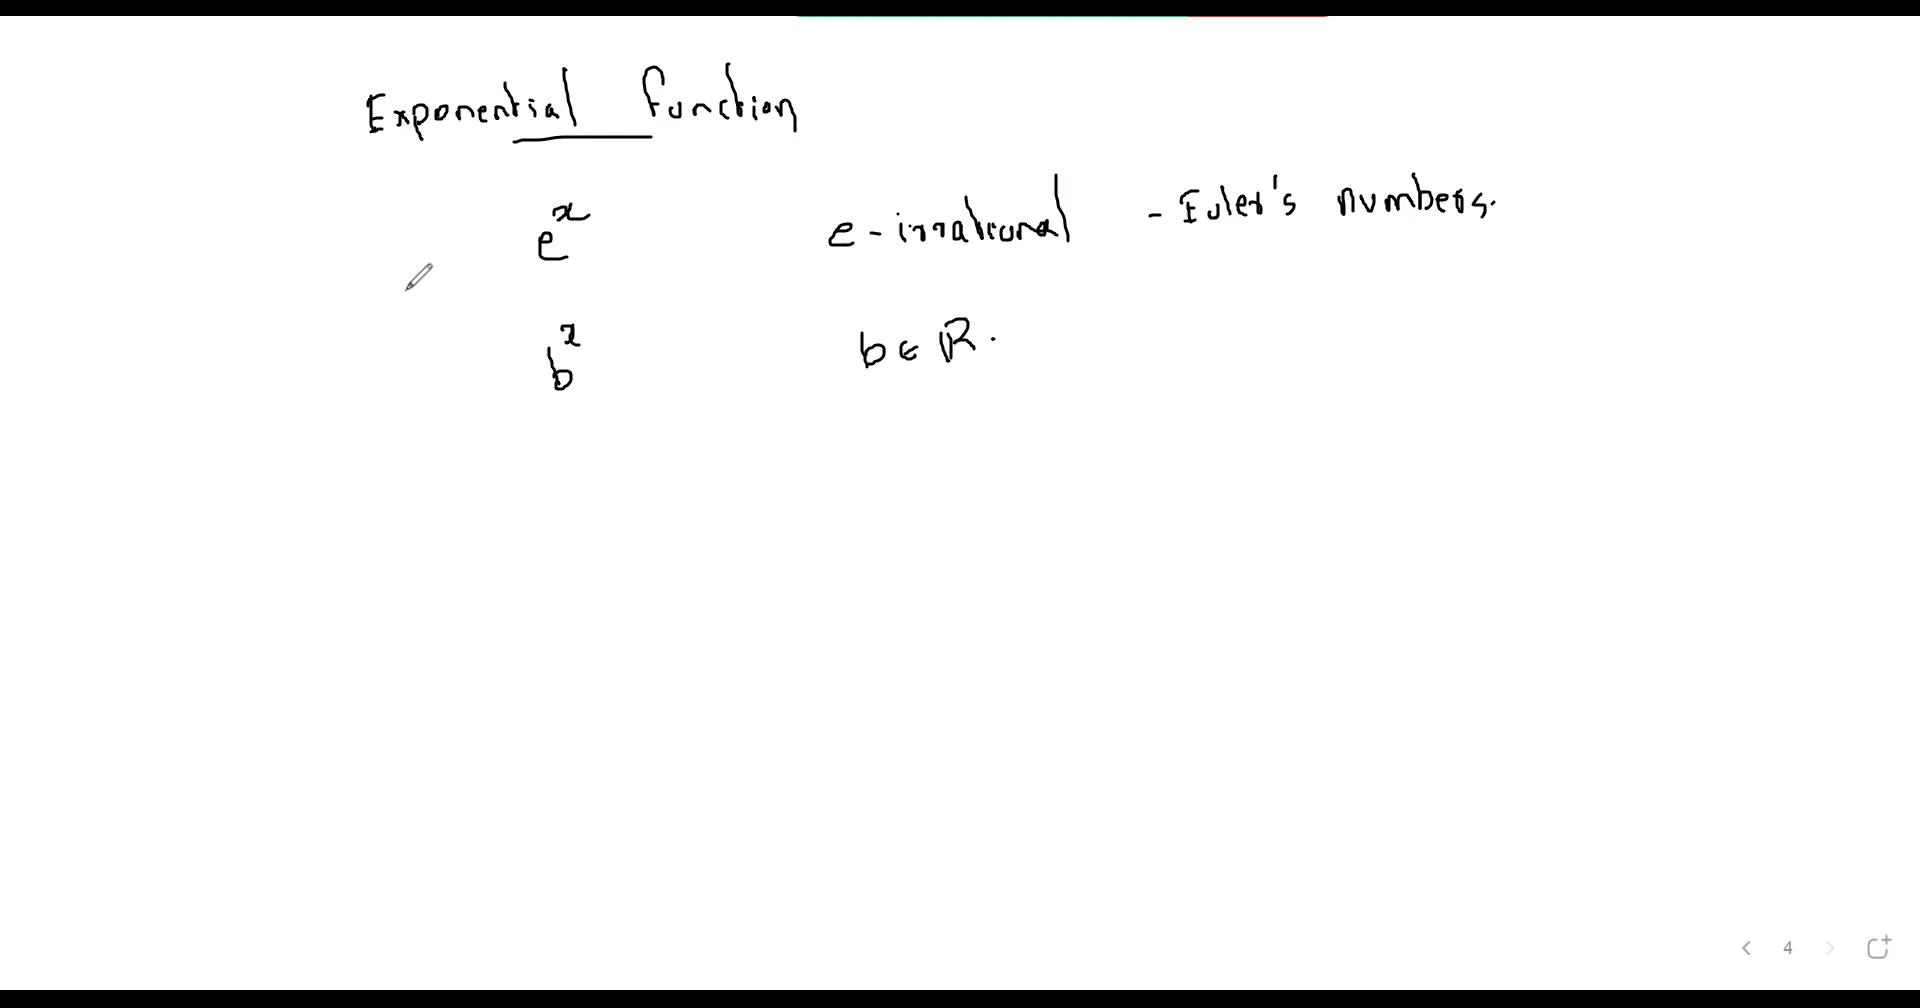 Exponential function
e^x e - irrational - Euler's numbers.
b^x b ∈ ℝ.
4